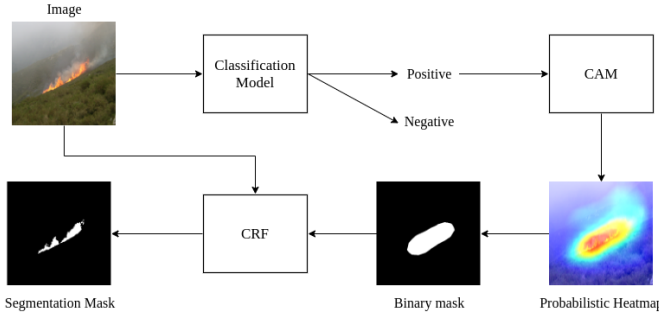 Image
Classification
Model
Positive
CAM
Negative
CRF
Segmentation Mask
Binary mask
Probabilistic Heatmap